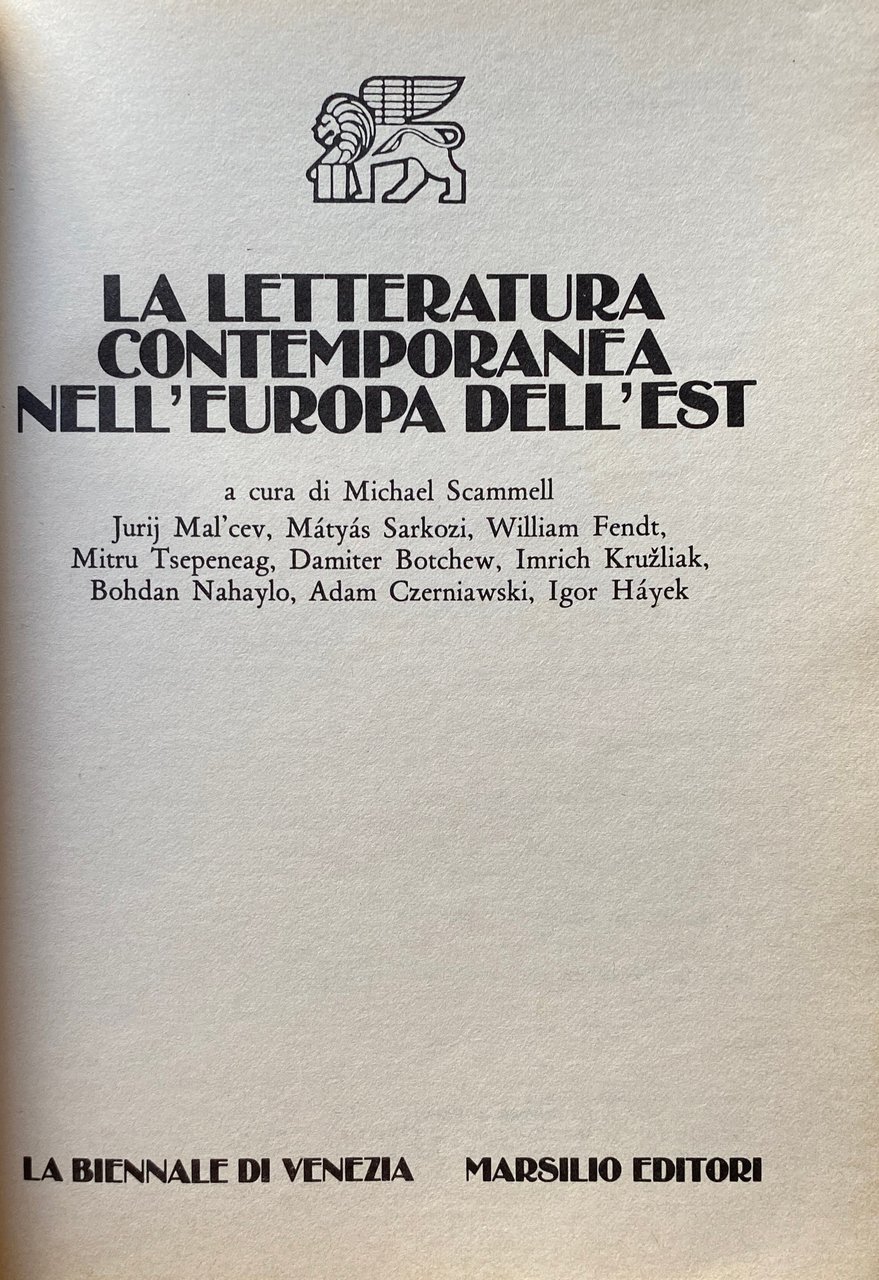 LA LETTERATURA
CONTEMPORANEA
NELL'EUROPA DELL'EST
a cura di Michael Scammell
Jurij Mal'cev, Mátyás Sarkozi, William Fendt,
Mitru Tsepeneag, Damiter Botchew, Imrich Kružliak,
Bohdan Nahaylo, Adam Czerniawski, Igor Háyek
LA BIENNALE DI VENEZIA MARSILIO EDITORI